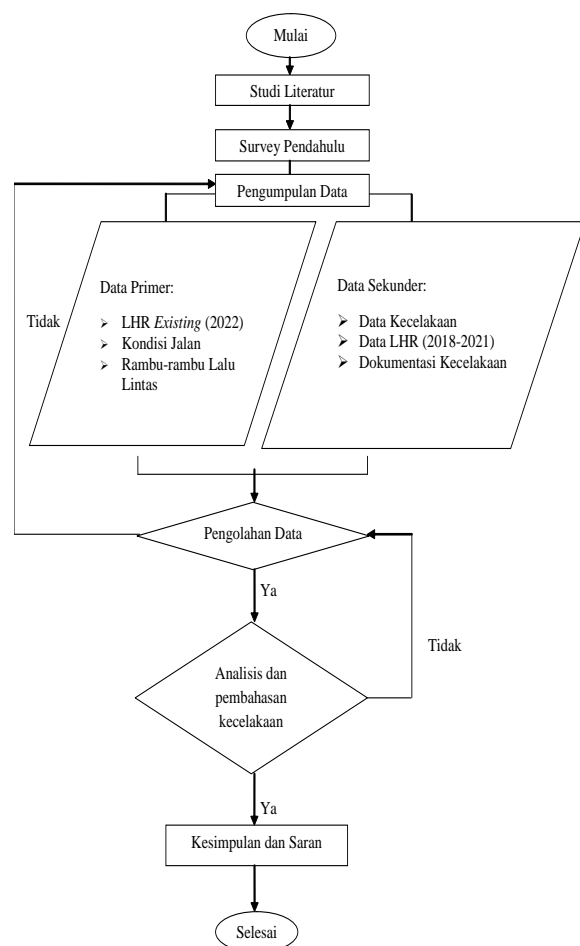 Mulai
Studi Literatur
Survey Pendahulu
Pengumpulan Data
Tidak
Data Primer:
➢ LHR Existing (2022)
➢ Kondisi Jalan
➢ Rambu-rambu Lalu
Lintas
Data Sekunder:
➢ Data Kecelakaan
➢ Data LHR (2018-2021)
➢ Dokumentasi Kecelakaan
Pengolahan Data
Ya
Tidak
Analisis dan
pembahasan
kecelakaan
Ya
Kesimpulan dan Saran
Selesai